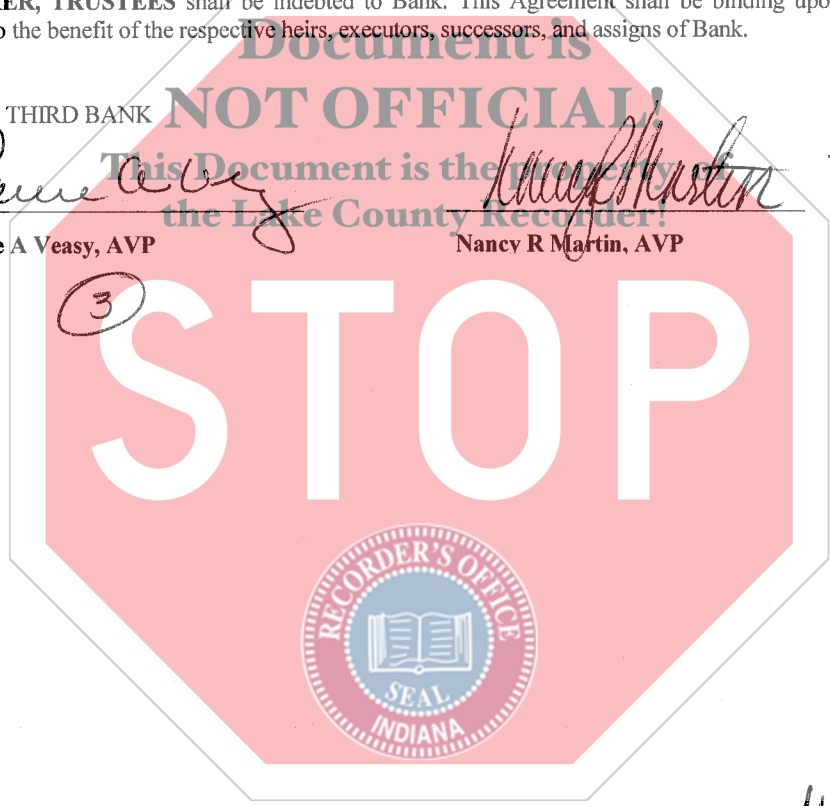 ER, TRUSTEES shall be indebted to Bank. This Agreement shall be binding upo
o the benefit of the respective heirs, executors, successors, and assigns of Bank.
Document is
NOT OFFICIAL!
THIRD BANK
This Document is the property of
the Lake County Recorder!
e A Veasy, AVP
Nancy R Martin, AVP
3
STOP
RECORDER'S OFFICE
SEAL
INDIANA